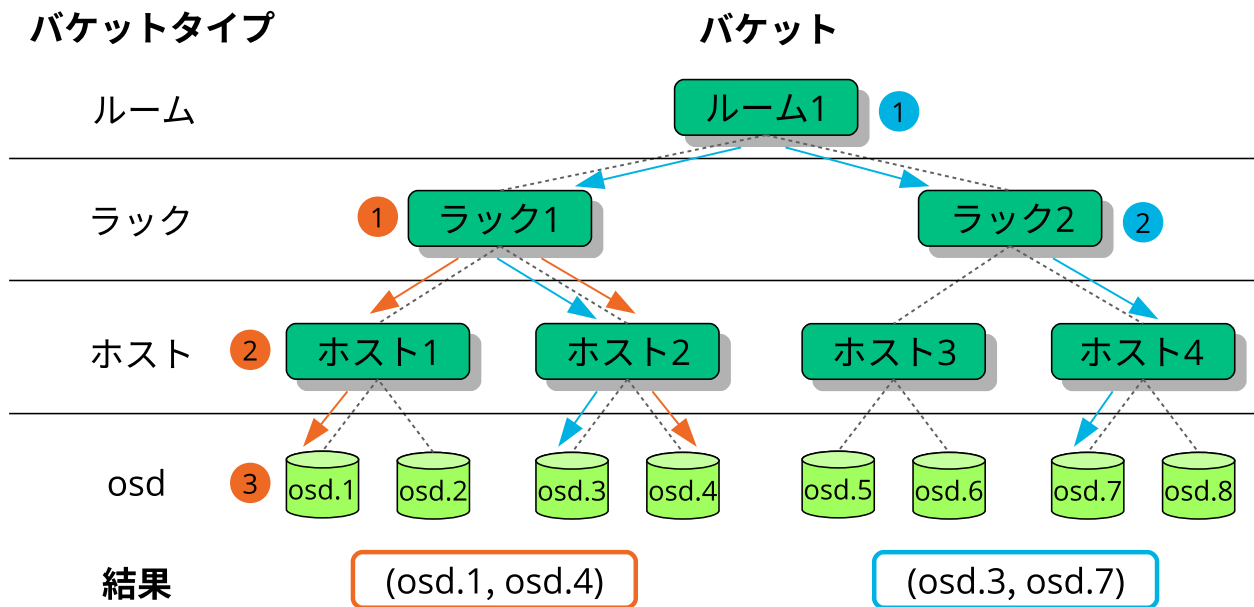 バケットタイプ バケット
ルーム ルーム1 1
ラック 1 ラック1 ラック2 2
ホスト 2 ホスト1 ホスト2 ホスト3 ホスト4
osd 3 osd.1 osd.2 osd.3 osd.4 osd.5 osd.6 osd.7 osd.8
結果 (osd.1, osd.4) (osd.3, osd.7)